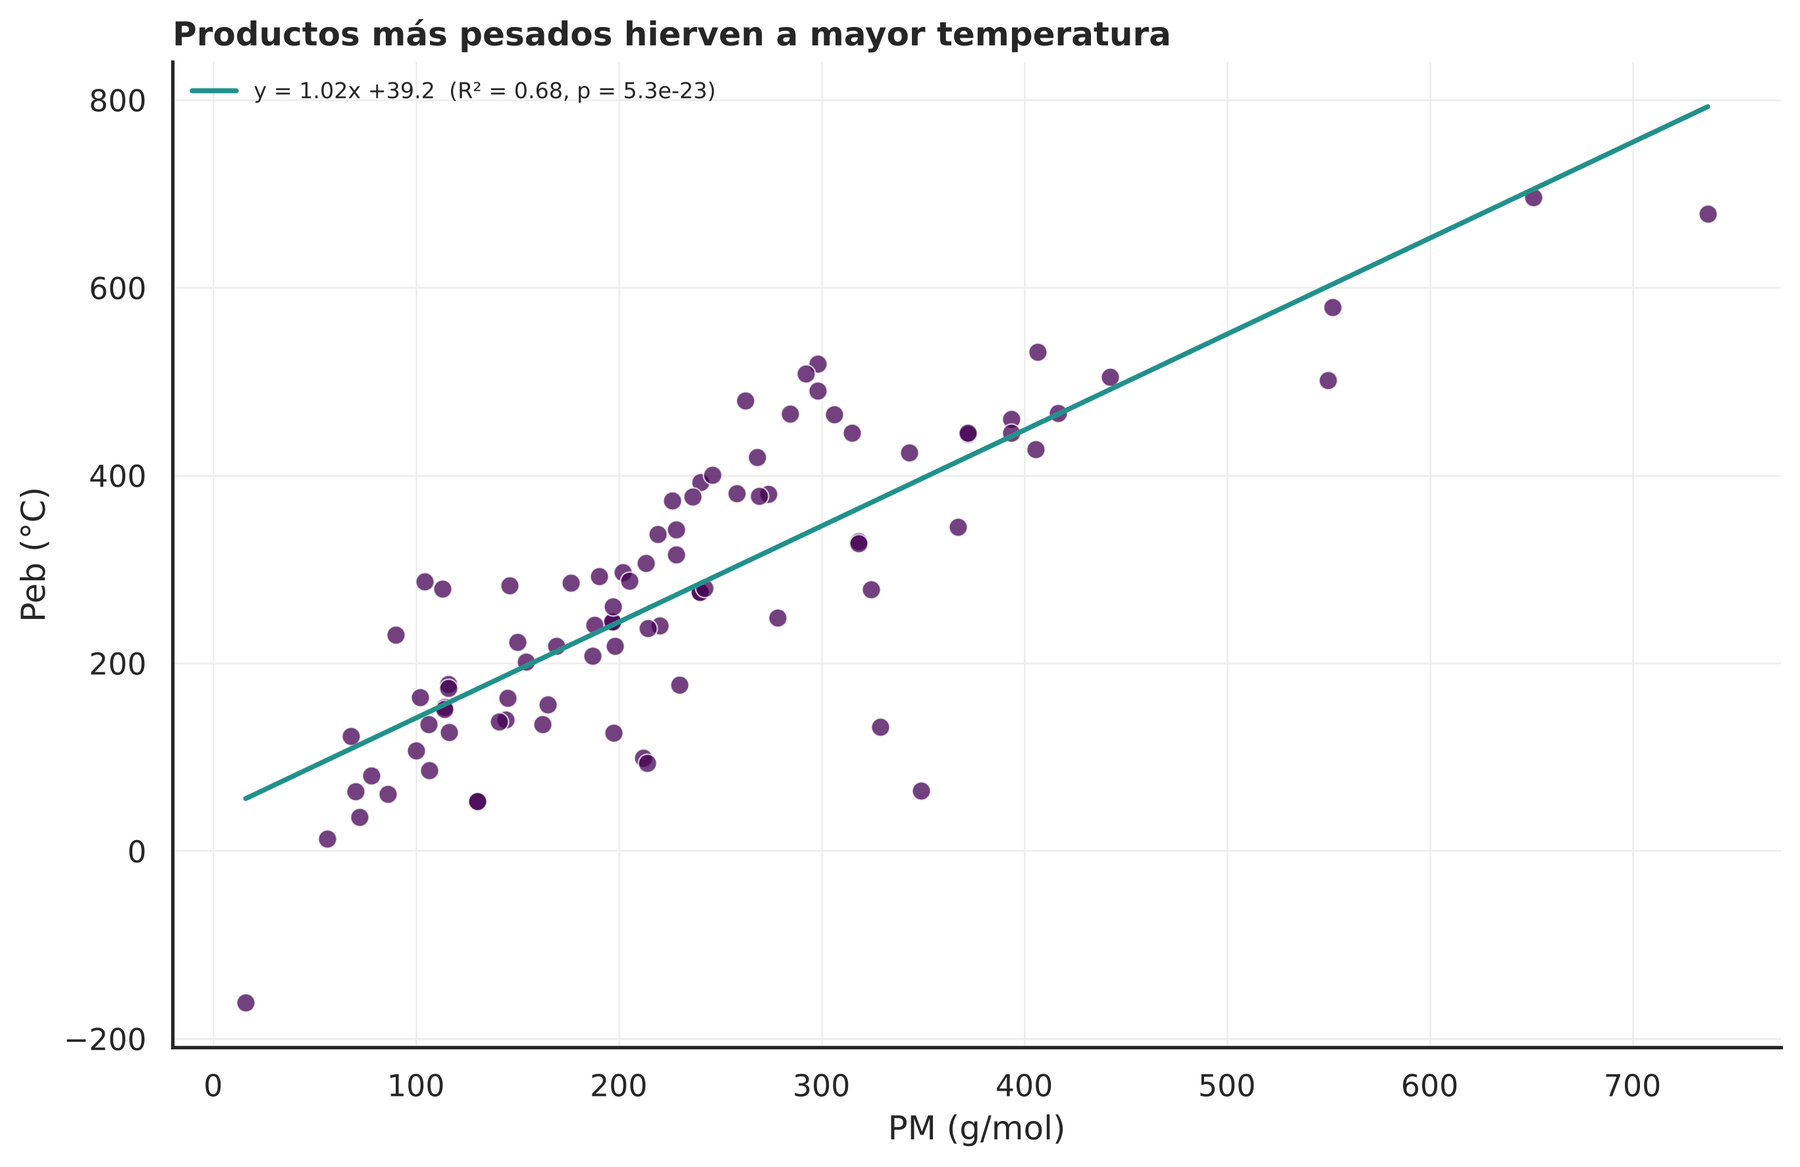 Productos más pesados hierven a mayor temperatura
y = 1.02x +39.2 (R² = 0.68, p = 5.3e-23)
800
600
400
200
0
−200
Peb (°C)
0 100 200 300 400 500 600 700
PM (g/mol)